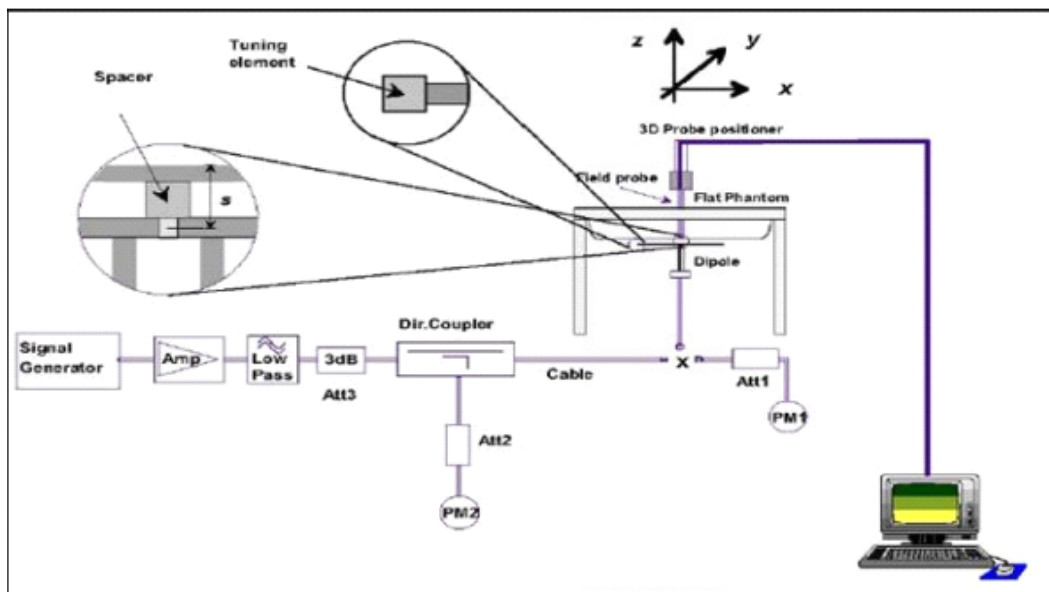 Tuning
element
Spacer
s
z
y
x
3D Probe positioner
Field probe
Flat Phantom
Dipole
Signal
Generator
Amp
Low
Pass
3dB
Att3
Dir.Coupler
Cable
x
Att1
PM1
Att2
PM2